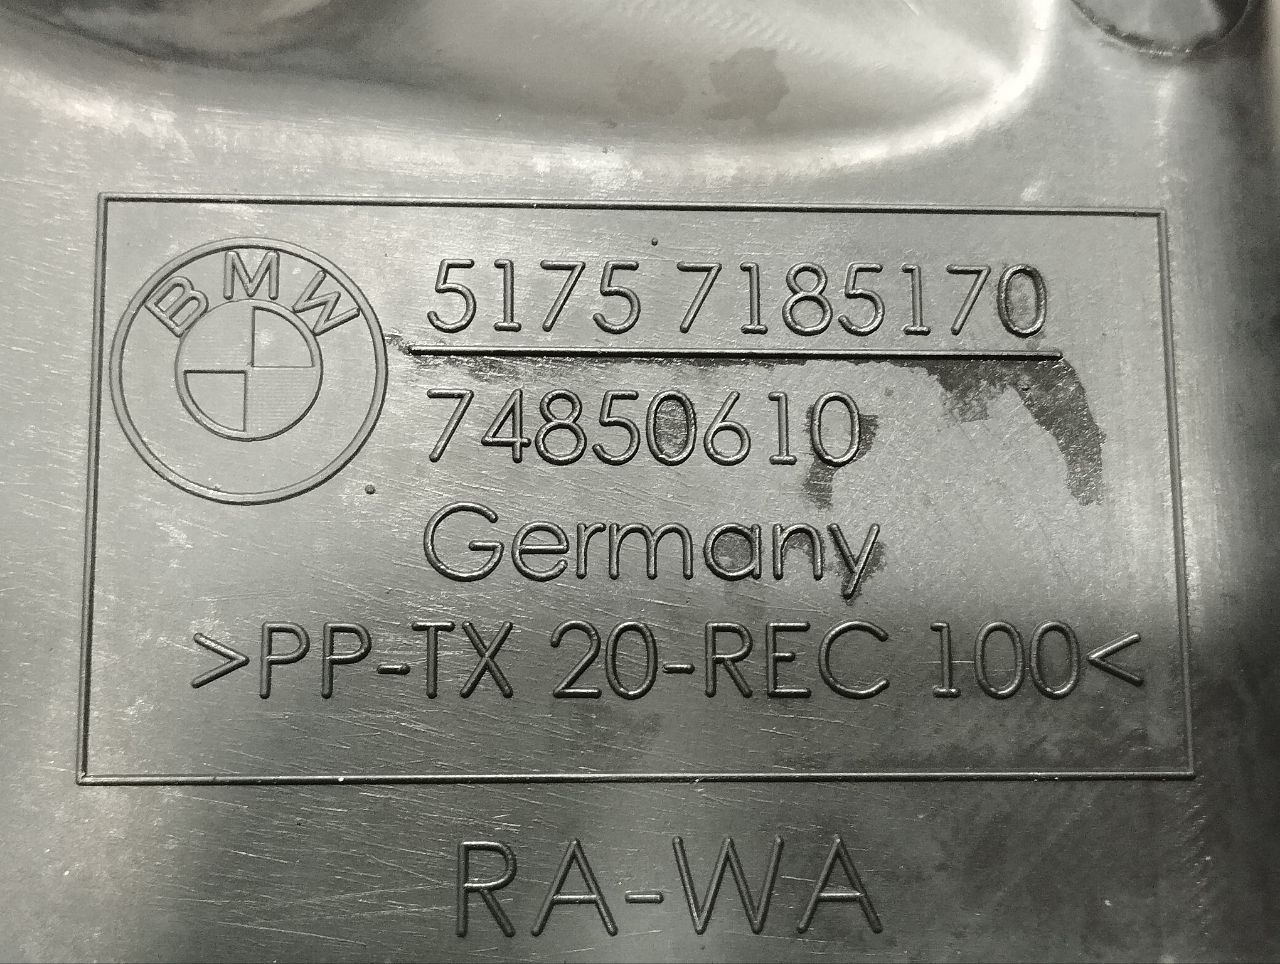 BMW
5175 7185170
74850610
Germany
>PP-TX 20-REC 100<
RA-WA